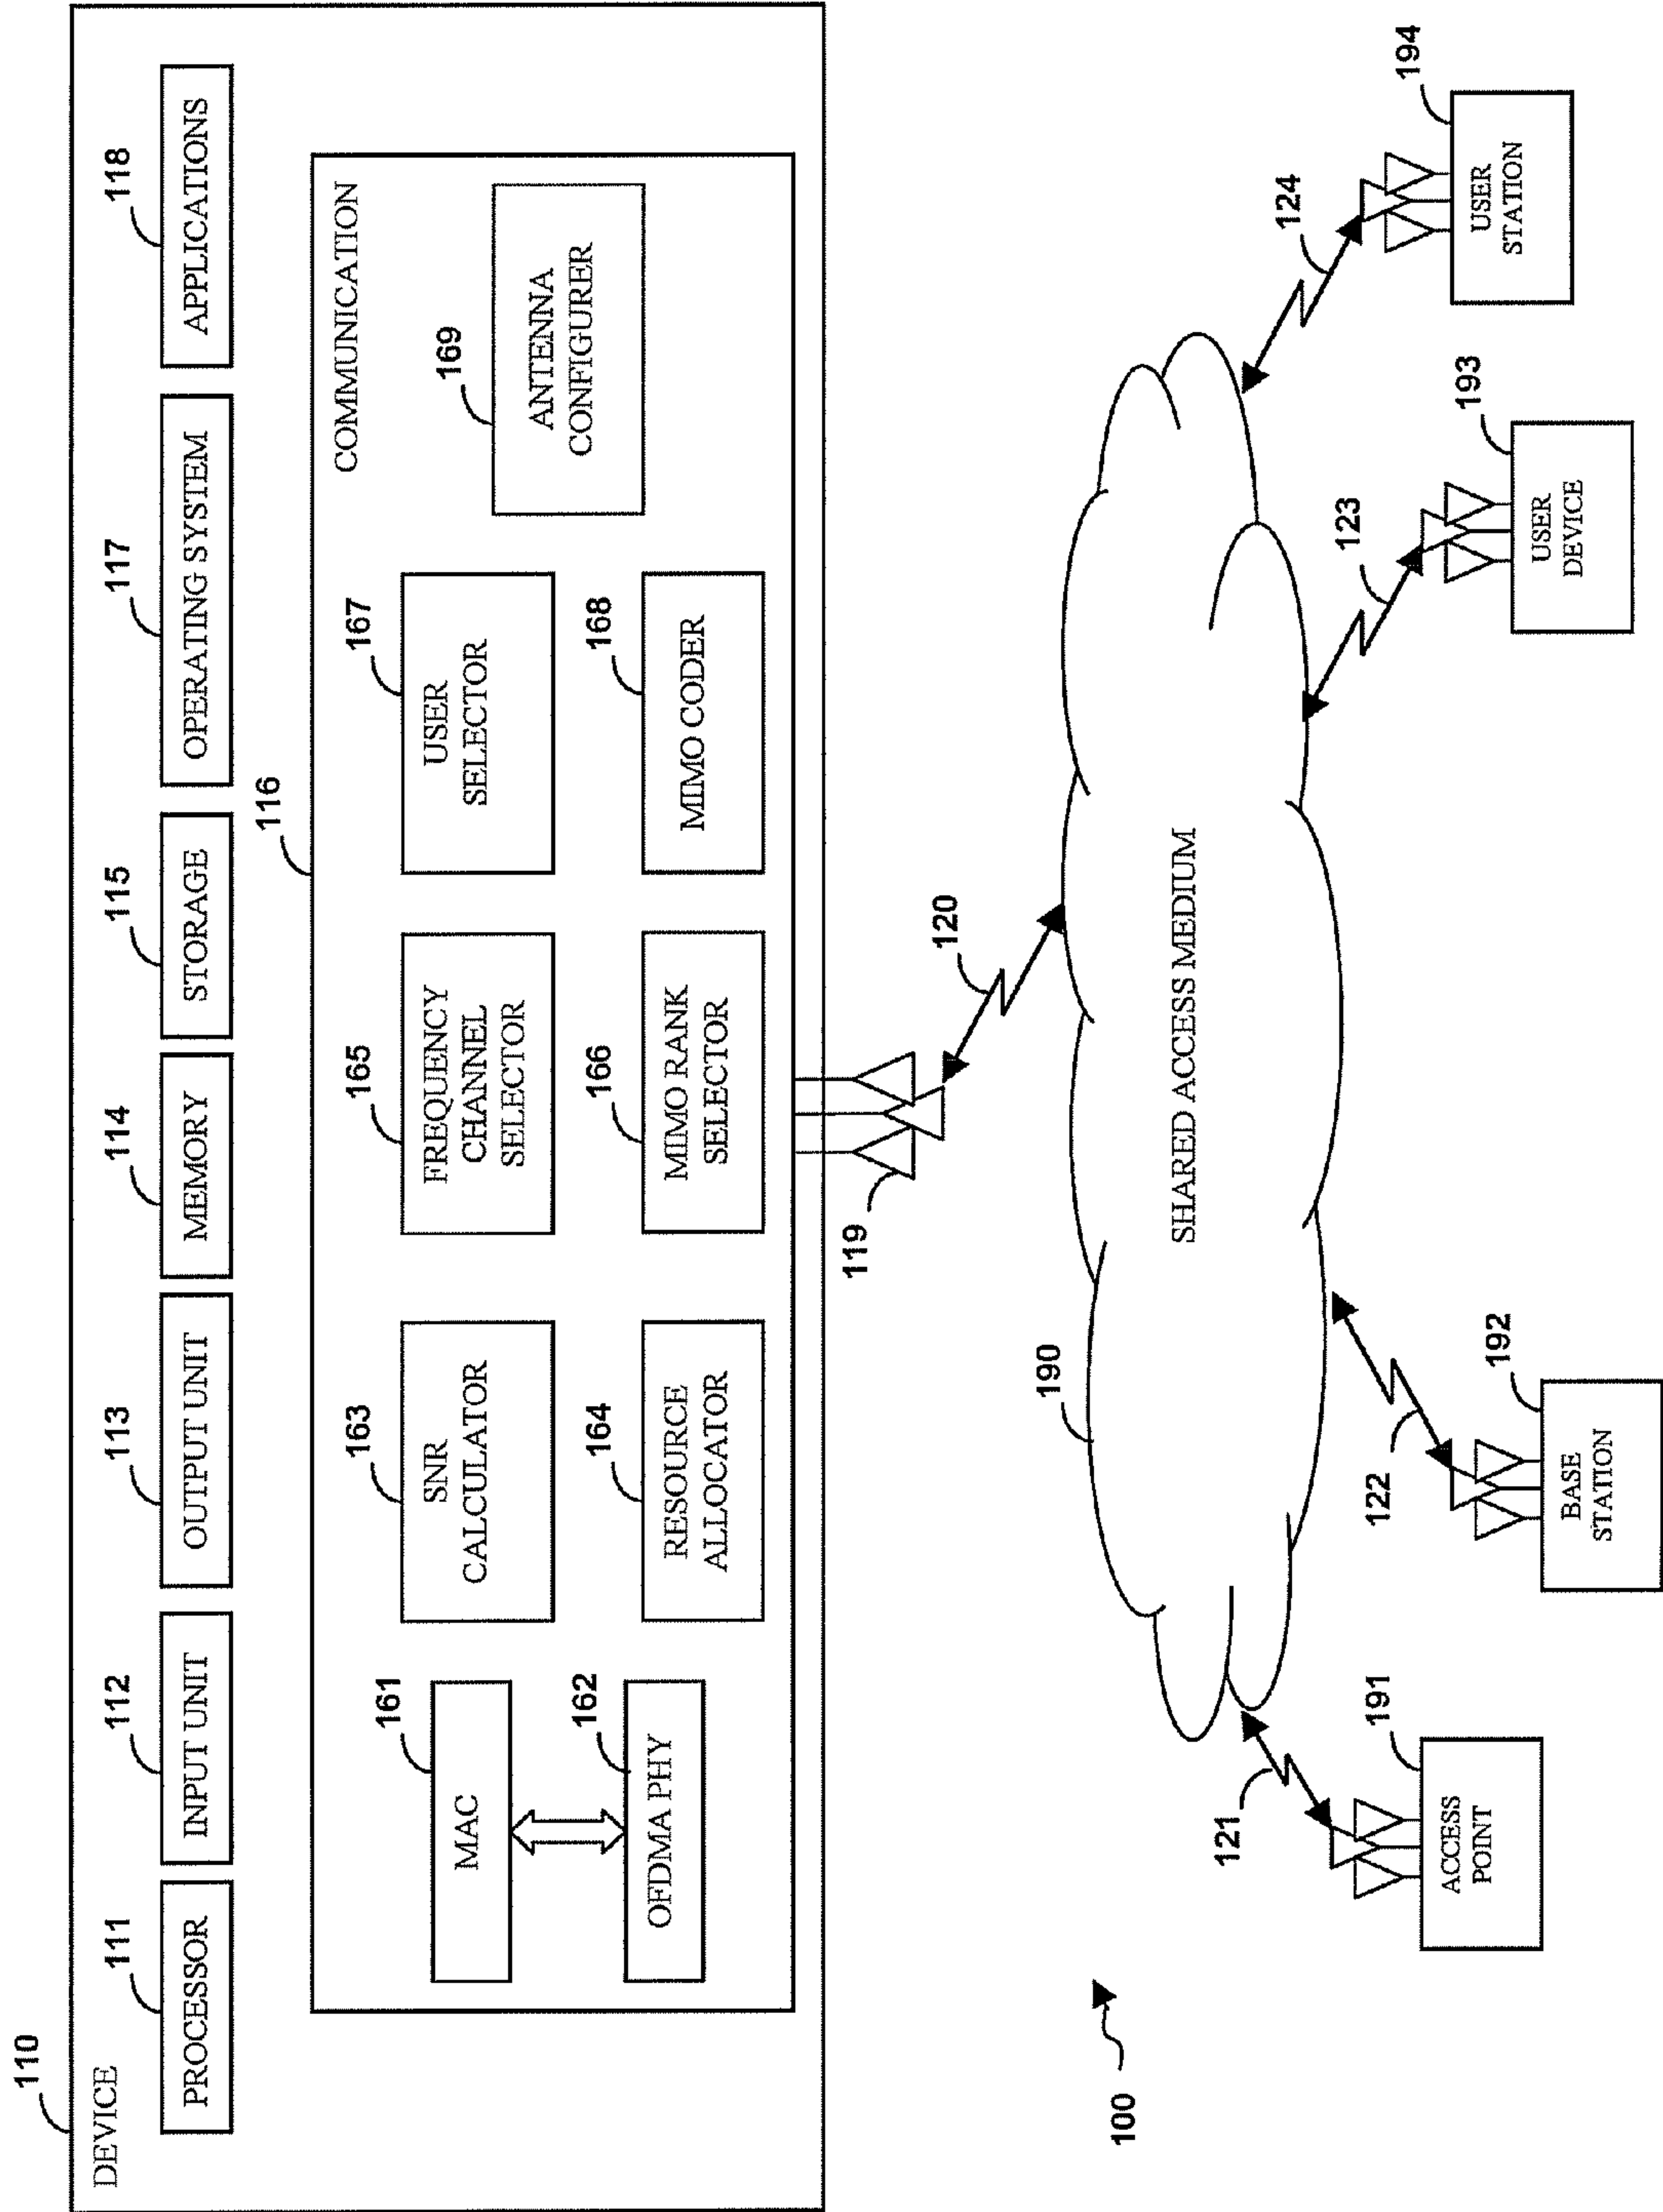 110
DEVICE
111
112
113
114
115
117
118
PROCESSOR
INPUT UNIT
OUTPUT UNIT
MEMORY
STORAGE
OPERATING SYSTEM
APPLICATIONS
116
COMMUNICATION
161
MAC
162
OFDMA PHY
163
SNR
CALCULATOR
164
RESOURCE
ALLOCATOR
165
FREQUENCY
CHANNEL
SELECTOR
166
MIMO RANK
SELECTOR
167
USER
SELECTOR
168
MIMO CODER
169
ANTENNA
CONFIGURER
119
120
190
SHARED ACCESS MEDIUM
100
121
191
ACCESS
POINT
122
192
BASE
STATION
123
193
USER
DEVICE
124
194
USER
STATION